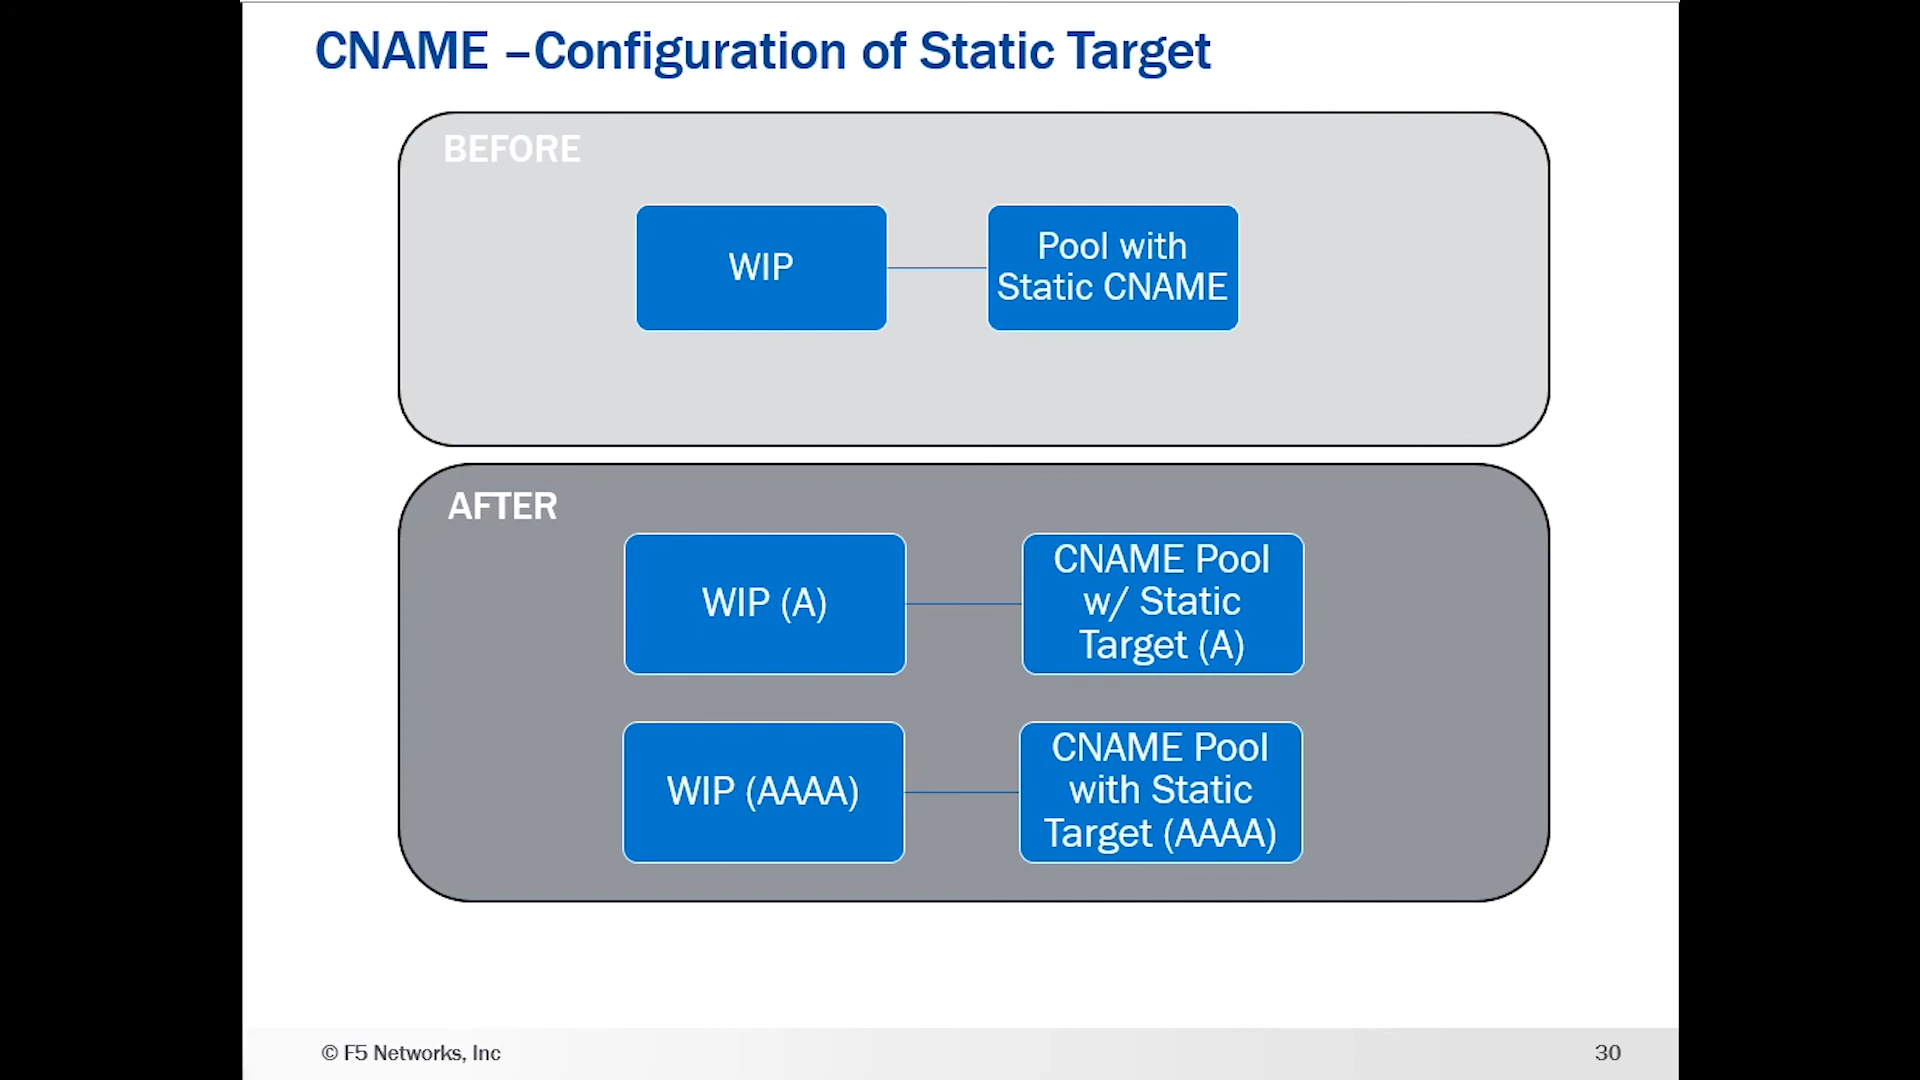 CNAME –Configuration of Static Target
BEFORE
WIP
Pool with
Static CNAME
AFTER
WIP (A)
CNAME Pool
w/ Static
Target (A)
WIP (AAAA)
CNAME Pool
with Static
Target (AAAA)
© F5 Networks, Inc
30